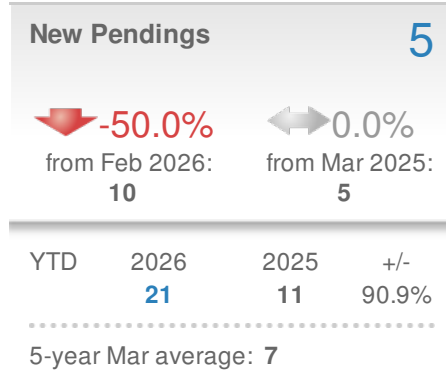 New Pendings 5
-50.0% 0.0%
from Feb 2026: from Mar 2025:
10 5
YTD 2026 2025 +/-
21 11 90.9%
5-year Mar average: 7